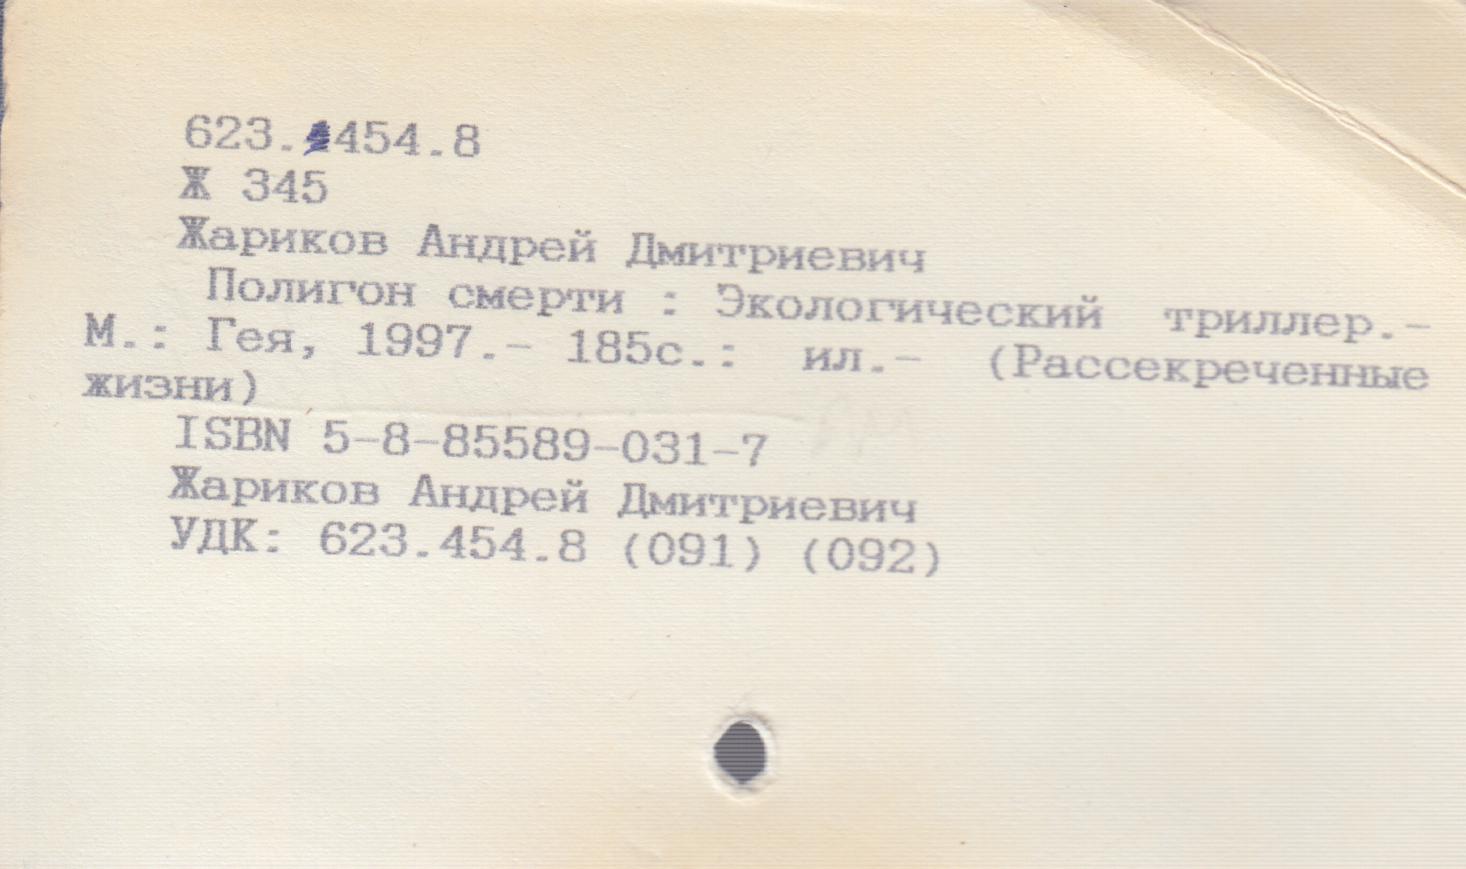 623.454.8
Ж 345
Жариков Андрей Дмитриевич
Полигон смерти : Экологический триллер.-
М.: Гея, 1997.- 185с.: ил.- (Рассекреченные
жизни)
ISBN 5-8-85589-031-7
Жариков Андрей Дмитриевич
УДК: 623.454.8 (091) (092)